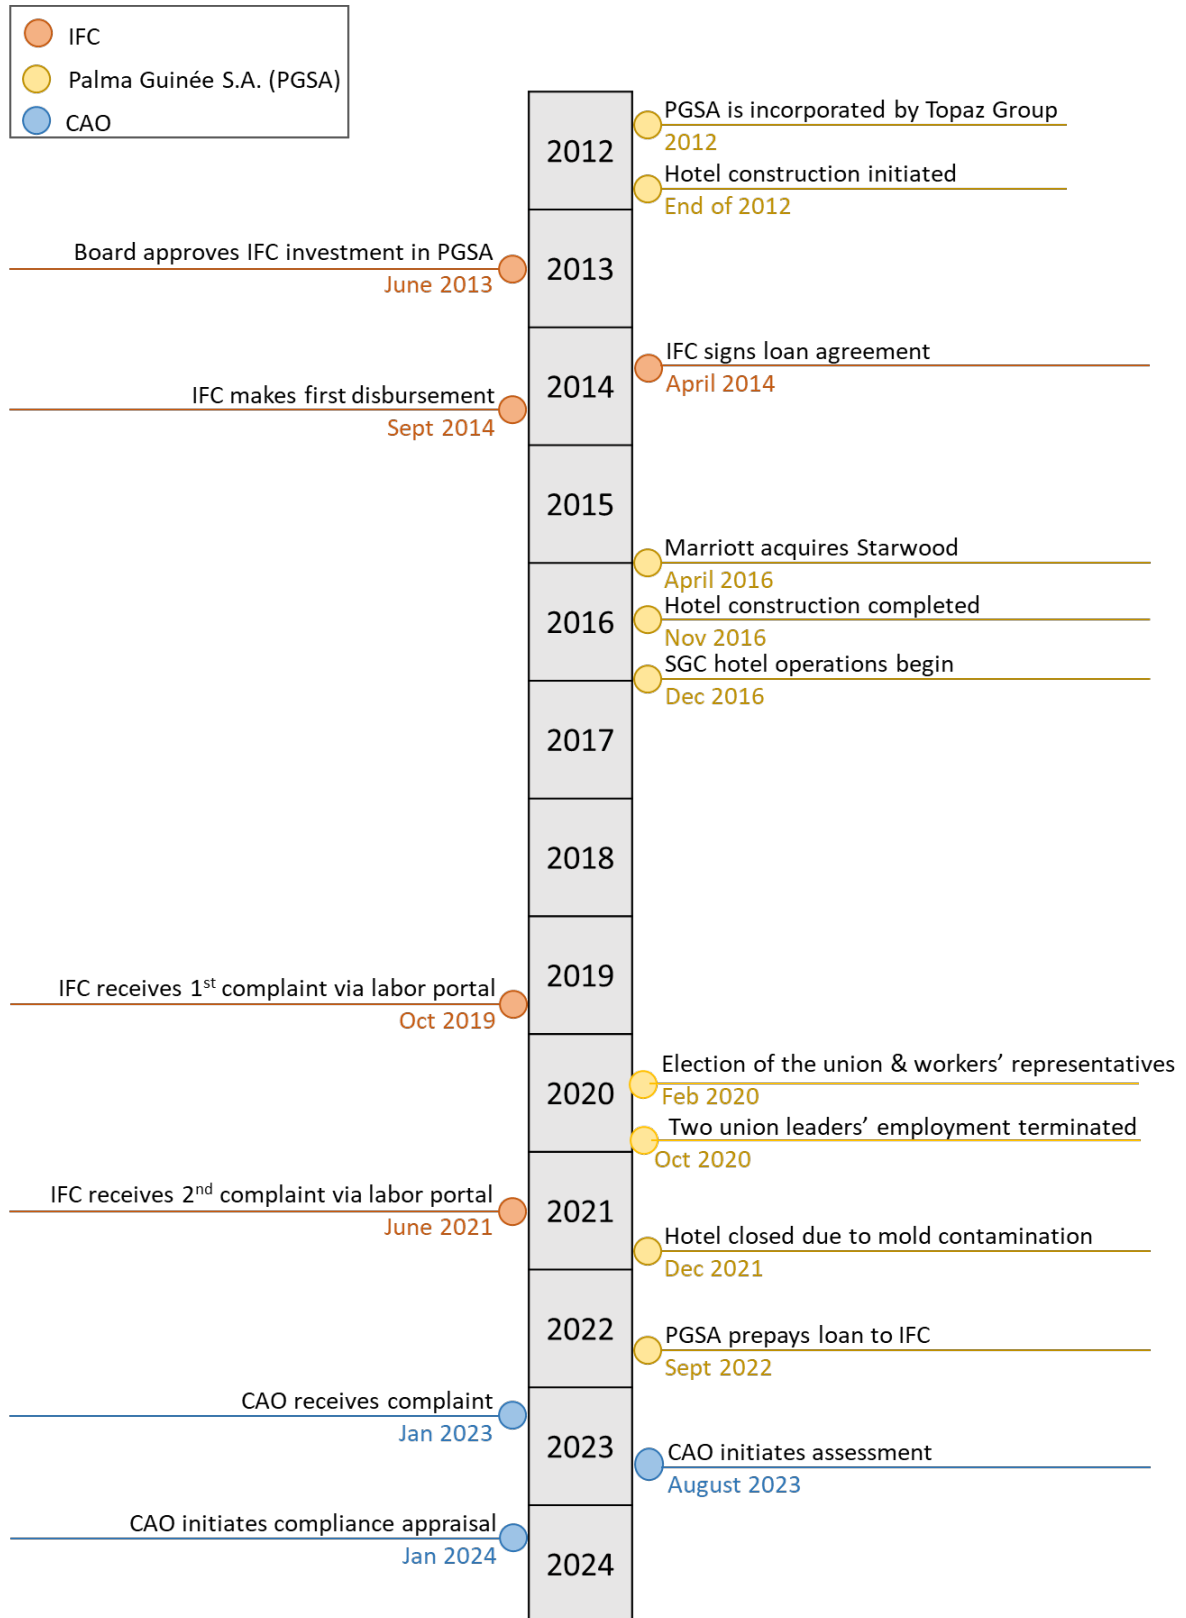 IFC
Palma Guinée S.A. (PGSA)
CAO
2012
PGSA is incorporated by Topaz Group
2012
Hotel construction initiated
End of 2012
Board approves IFC investment in PGSA
June 2013
2013
IFC signs loan agreement
April 2014
IFC makes first disbursement
Sept 2014
2014
2015
Marriott acquires Starwood
April 2016
Hotel construction completed
Nov 2016
2016
SGC hotel operations begin
Dec 2016
2017
2018
2019
IFC receives 1st complaint via labor portal
Oct 2019
Election of the union & workers’ representatives
Feb 2020
2020
Two union leaders’ employment terminated
Oct 2020
IFC receives 2nd complaint via labor portal
June 2021
2021
Hotel closed due to mold contamination
Dec 2021
2022
PGSA prepays loan to IFC
Sept 2022
CAO receives complaint
Jan 2023
2023
CAO initiates assessment
August 2023
CAO initiates compliance appraisal
Jan 2024
2024